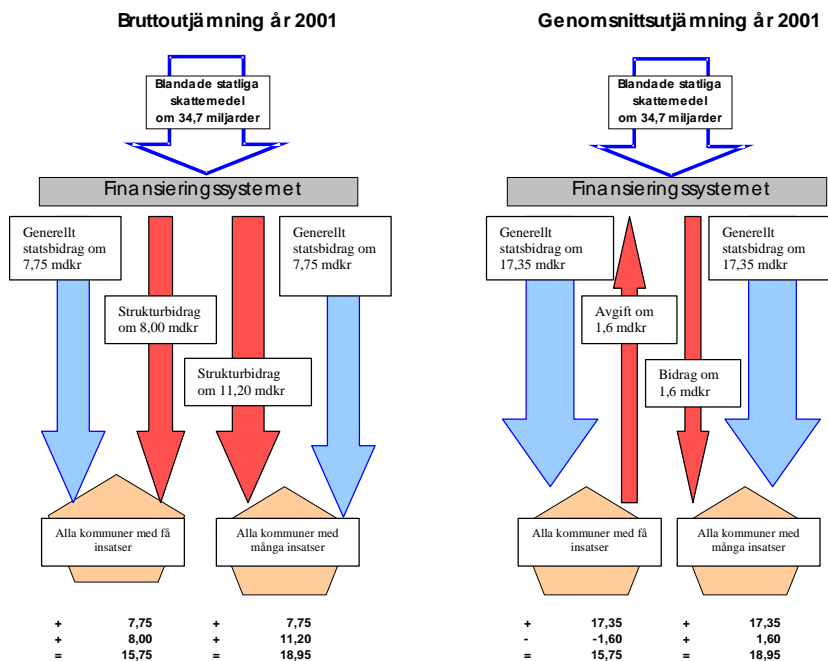 Bruttoutjämning år 2001
Blandade statliga
skattemedel
om 34,7 miljarder
Finansieringssystemet
Generellt
statsbidrag om
7,75 mdkr
Generellt
statsbidrag om
7,75 mdkr
Strukturbidrag
om 8,00 mdkr
Strukturbidrag
om 11,20 mdkr
Alla kommuner med få
insatser
Alla kommuner med
många insatser
+ 7,75 + 7,75
+ 8,00 + 11,20
= 15,75 = 18,95
Genomsnittsutjämning år 2001
Blandade statliga
skattemedel
om 34,7 miljarder
Finansieringssystemet
Generellt
statsbidrag om
17,35 mdkr
Generellt
statsbidrag om
17,35 mdkr
Avgift om
1,6 mdkr
Bidrag om
1,6 mdkr
Alla kommuner med få
insatser
Alla kommuner med
många insatser
+ 17,35 + 17,35
- -1,60 + 1,60
= 15,75 = 18,95